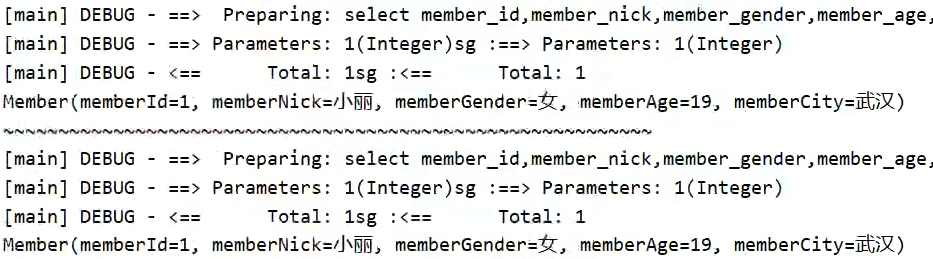 [main] DEBUG - ==>  Preparing: select member_id,member_nick,member_gender,member_age,
[main] DEBUG - ==> Parameters: 1(Integer)sg :==> Parameters: 1(Integer)
[main] DEBUG - <==      Total: 1sg :<==      Total: 1
Member(memberId=1, memberNick=小丽, memberGender=女, memberAge=19, memberCity=武汉)
~~~~~~~~~~~~~~~~~~~~~~~~~~~~~~~~~~~~~~~~~~~~~~~~~~~~~~~~~~~
[main] DEBUG - ==>  Preparing: select member_id,member_nick,member_gender,member_age,
[main] DEBUG - ==> Parameters: 1(Integer)sg :==> Parameters: 1(Integer)
[main] DEBUG - <==      Total: 1sg :<==      Total: 1
Member(memberId=1, memberNick=小丽, memberGender=女, memberAge=19, memberCity=武汉)